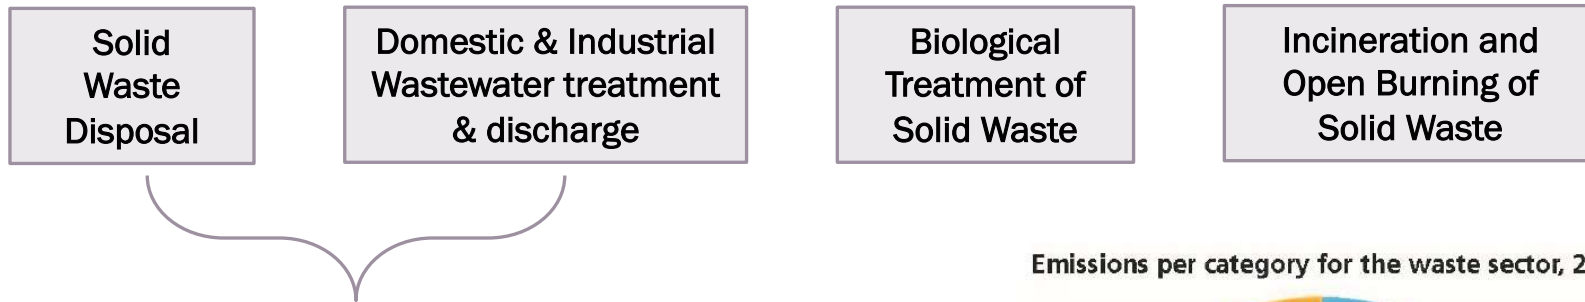 Solid
Waste
Disposal
Domestic & Industrial
Wastewater treatment
& discharge
Biological
Treatment of
Solid Waste
Incineration and
Open Burning of
Solid Waste
Emissions per category for the waste sector, 2